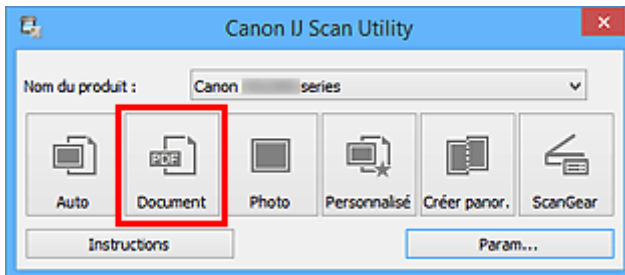 Canon IJ Scan Utility
Nom du produit : Canon series
PDF
Auto Document Photo Personnalisé Créer panor. ScanGear
Instructions Param...